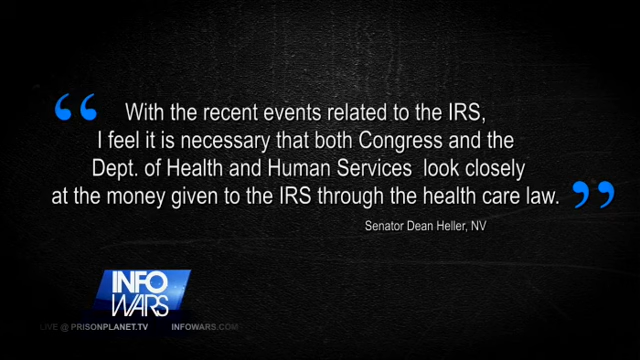 “ With the recent events related to the IRS,
I feel it is necessary that both Congress and the
Dept. of Health and Human Services look closely
at the money given to the IRS through the health care law. ”
Senator Dean Heller, NV
INFO
WARS
LIVE @ PRISONPLANET.TV INFOWARS.COM